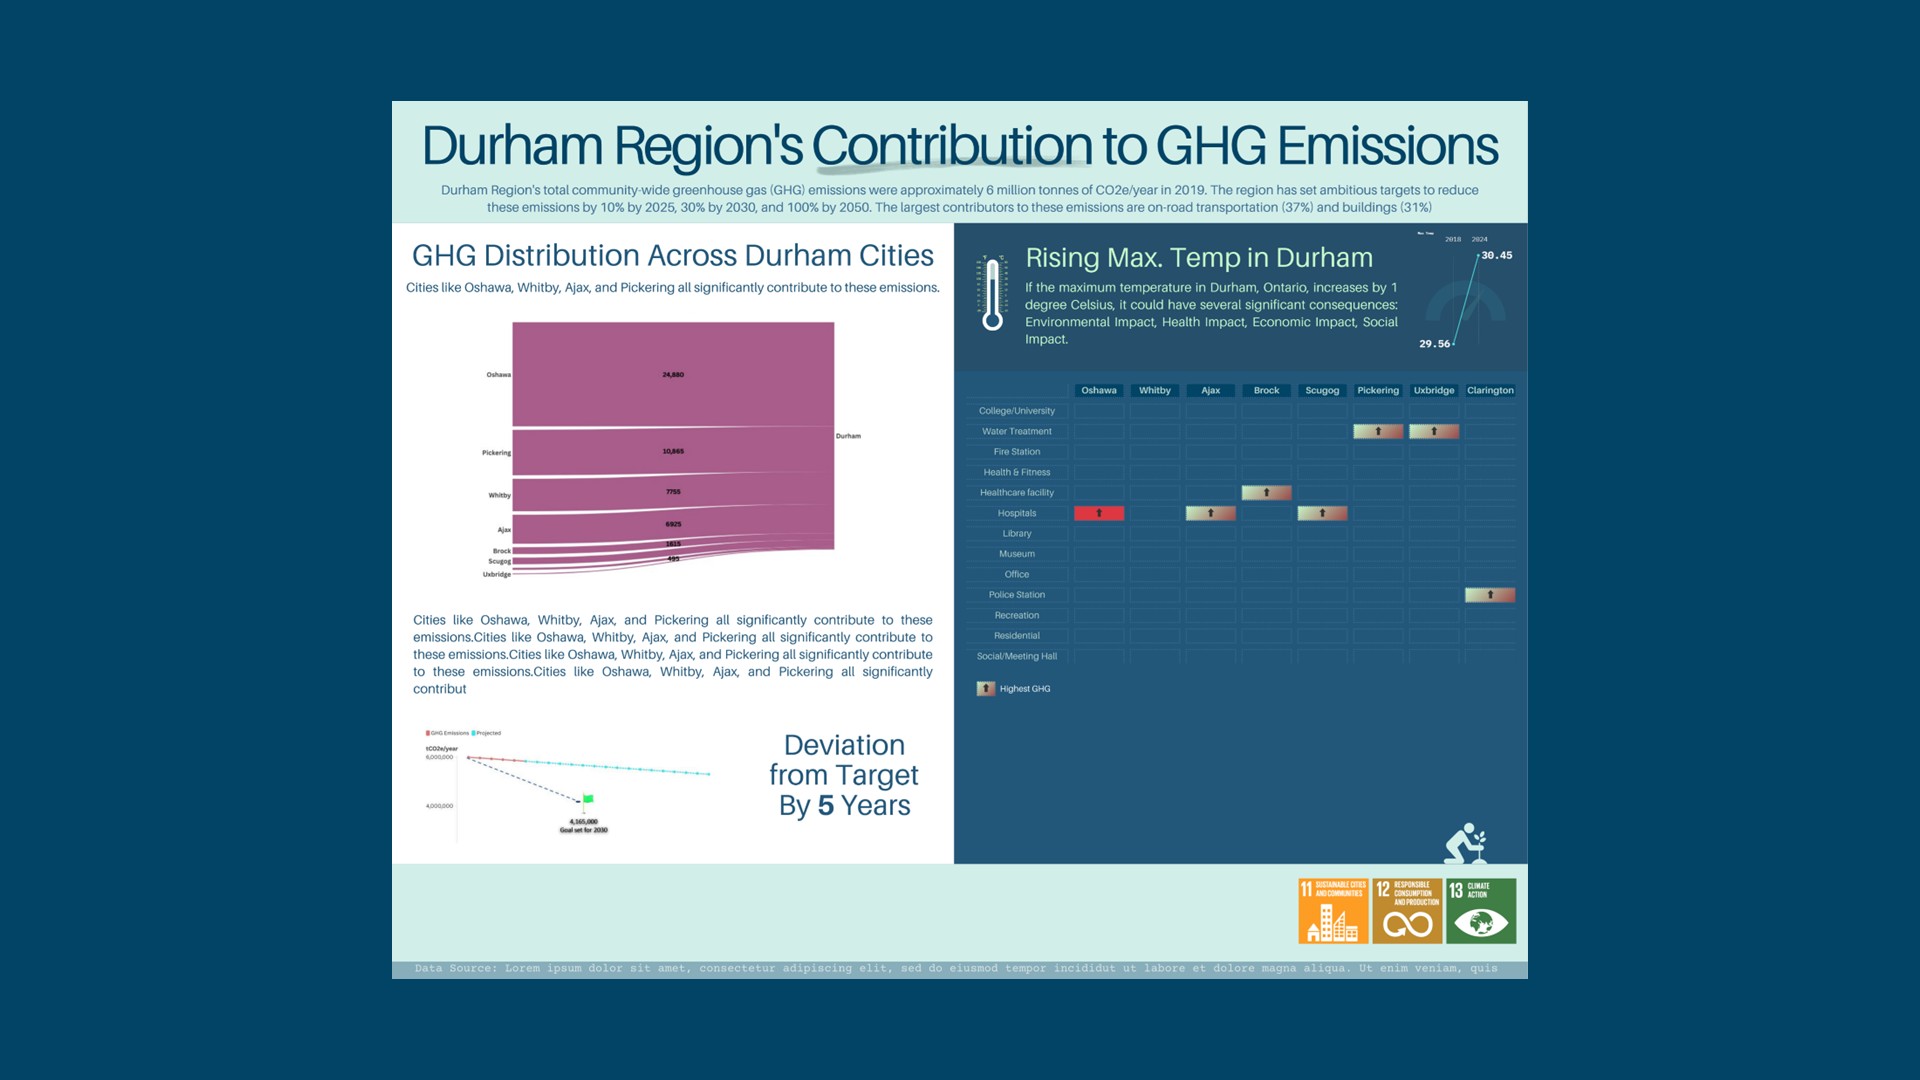 Durham Region's Contribution to GHG Emissions
Durham Region's total community-wide greenhouse gas (GHG) emissions were approximately 6 million tonnes of CO2e/year in 2019. The region has set ambitious targets to reduce
these emissions by 10% by 2025, 30% by 2030, and 100% by 2050. The largest contributors to these emissions are on-road transportation (37%) and buildings (31%)
GHG Distribution Across Durham Cities
Cities like Oshawa, Whitby, Ajax, and Pickering all significantly contribute to these emissions.
Oshawa
24,880
Durham
Pickering
10,865
Whitby
7755
Ajax
6925
Brock
1615
Scugog
495
Uxbridge
Cities like Oshawa, Whitby, Ajax, and Pickering all significantly contribute to these
emissions.Cities like Oshawa, Whitby, Ajax, and Pickering all significantly contribute to
these emissions.Cities like Oshawa, Whitby, Ajax, and Pickering all significantly contribute
to these emissions.Cities like Oshawa, Whitby, Ajax, and Pickering all significantly
contribut
GHG Emissions Projected
tCO2e/year
6,000,000
4,000,000
4,165,000
Goal set for 2030
Deviation
from Target
By 5 Years
Rising Max. Temp in Durham
If the maximum temperature in Durham, Ontario, increases by 1
degree Celsius, it could have several significant consequences:
Environmental Impact, Health Impact, Economic Impact, Social
Impact.
Max Temp
2018 2024
30.45
29.56
Oshawa Whitby Ajax Brock Scugog Pickering Uxbridge Clarington
College/University
Water Treatment
Fire Station
Health & Fitness
Healthcare facility
Hospitals
Library
Museum
Office
Police Station
Recreation
Residential
Social/Meeting Hall
Highest GHG
11 SUSTAINABLE CITIES
AND COMMUNITIES
12 RESPONSIBLE
CONSUMPTION
AND PRODUCTION
13 CLIMATE
ACTION
Data Source: Lorem ipsum dolor sit amet, consectetur adipiscing elit, sed do eiusmod tempor incididunt ut labore et dolore magna aliqua. Ut enim veniam, quis